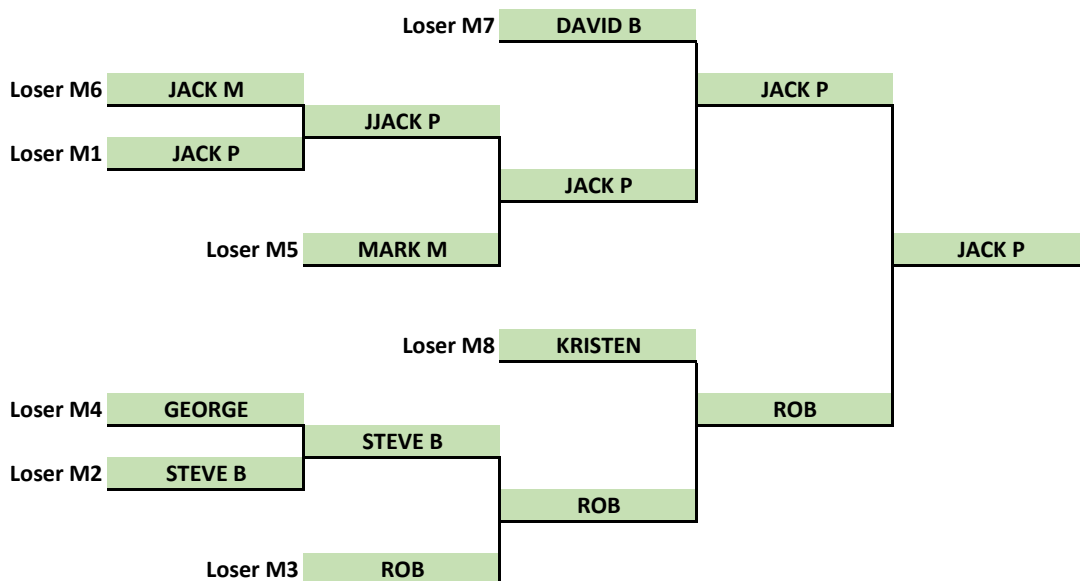 Loser M7 DAVID B
Loser M6 JACK M JACK P
JJACK P
Loser M1 JACK P
JACK P
Loser M5 MARK M JACK P
Loser M8 KRISTEN
Loser M4 GEORGE ROB
STEVE B
Loser M2 STEVE B
ROB
Loser M3 ROB